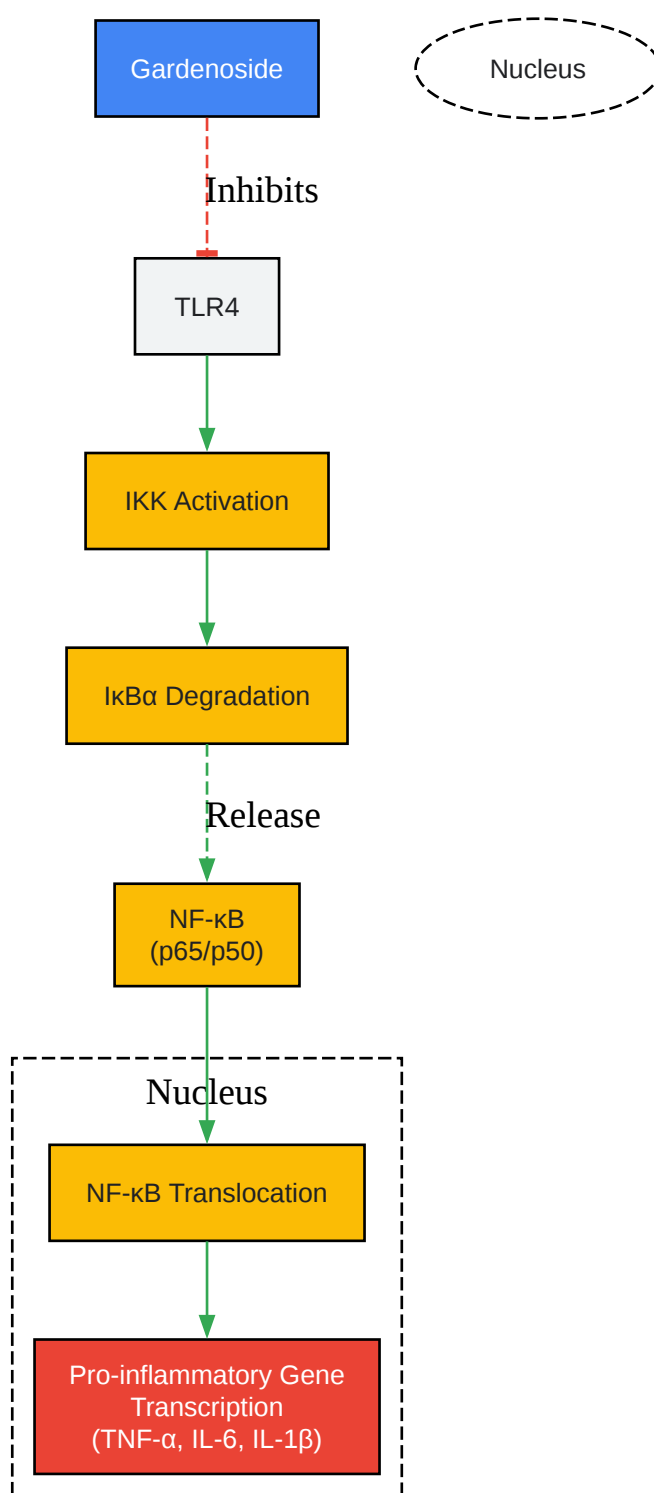 Gardenoside
Nucleus
Inhibits
TLR4
IKK Activation
IκBα Degradation
Release
NF-κB
(p65/p50)
Nucleus
NF-κB Translocation
Pro-inflammatory Gene
Transcription
(TNF-α, IL-6, IL-1β)